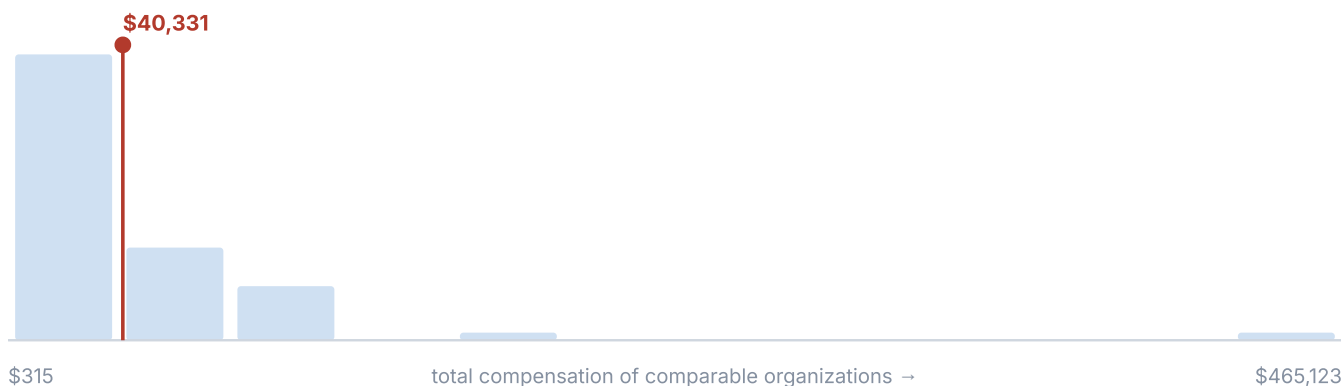 $40,331
$315 total compensation of comparable organizations → $465,123